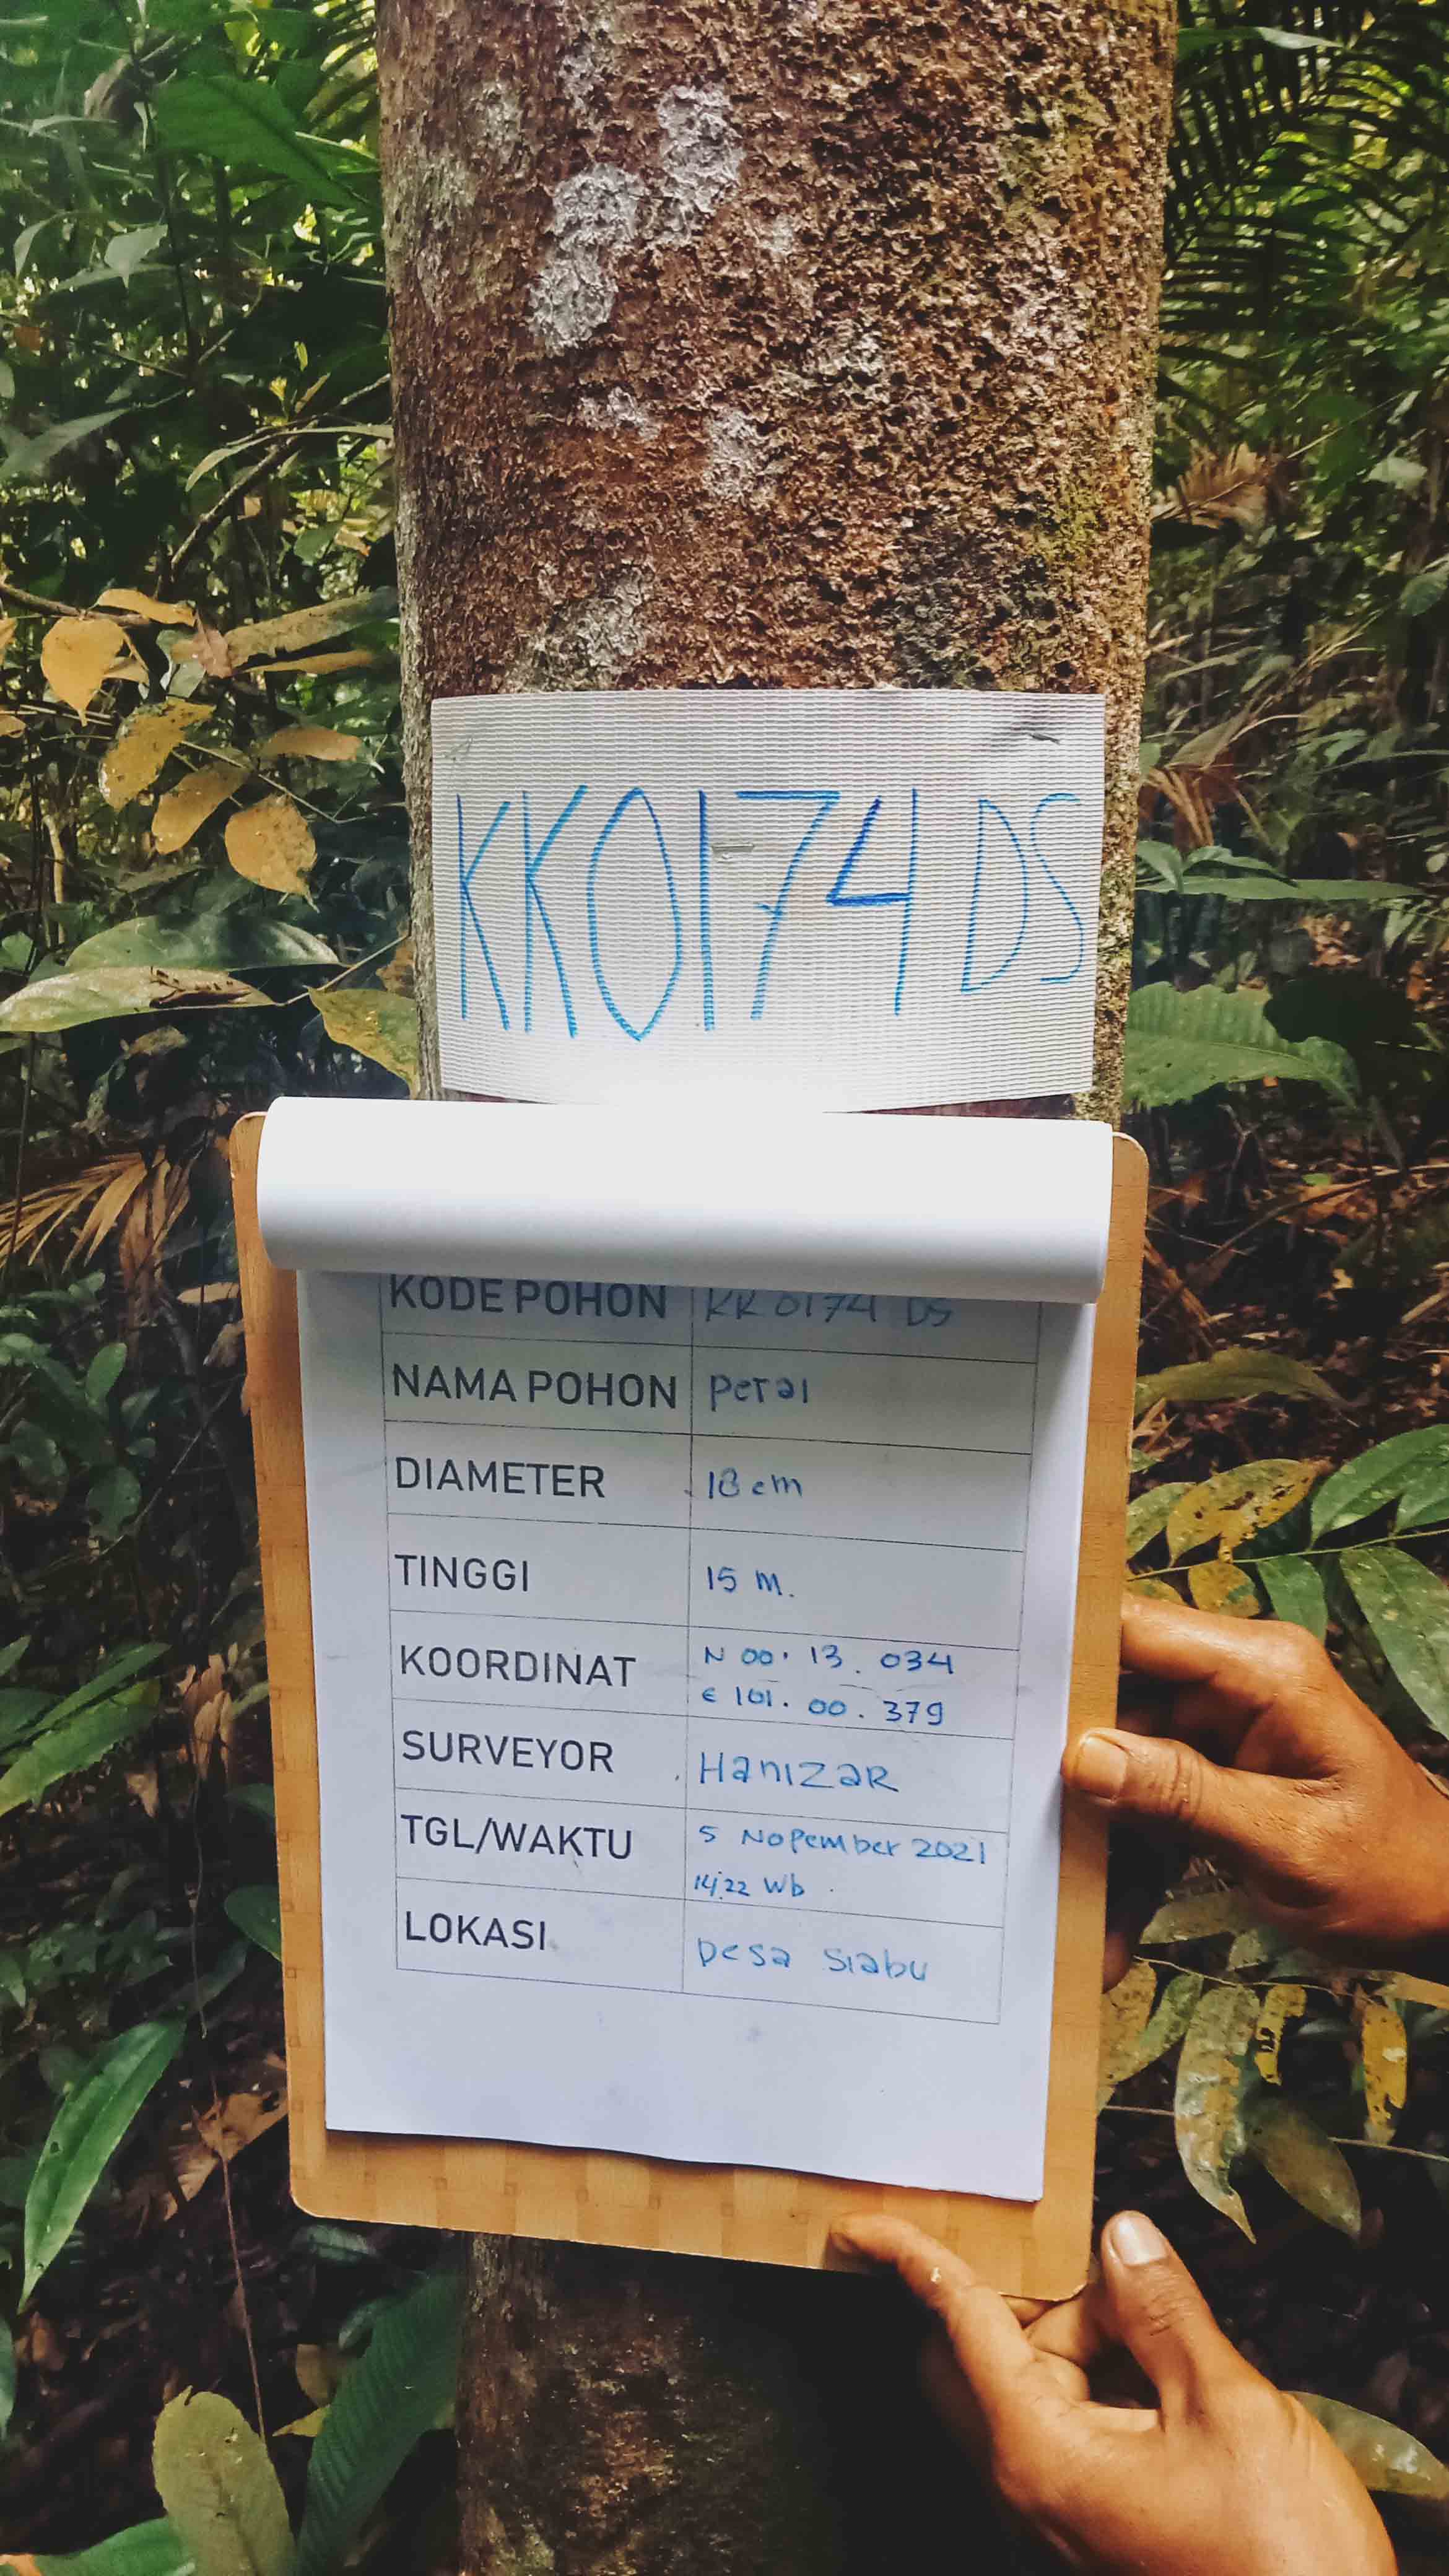 KK0174 DS
KODE POHON KK 0174 DS
NAMA POHON Petai
DIAMETER 18 cm
TINGGI 15 m.
KOORDINAT N 00. 13. 034
E 101. 00. 379
SURVEYOR HanizaR
TGL/WAKTU 5 Nopember 2021
14:22 Wb
LOKASI Desa Siabu